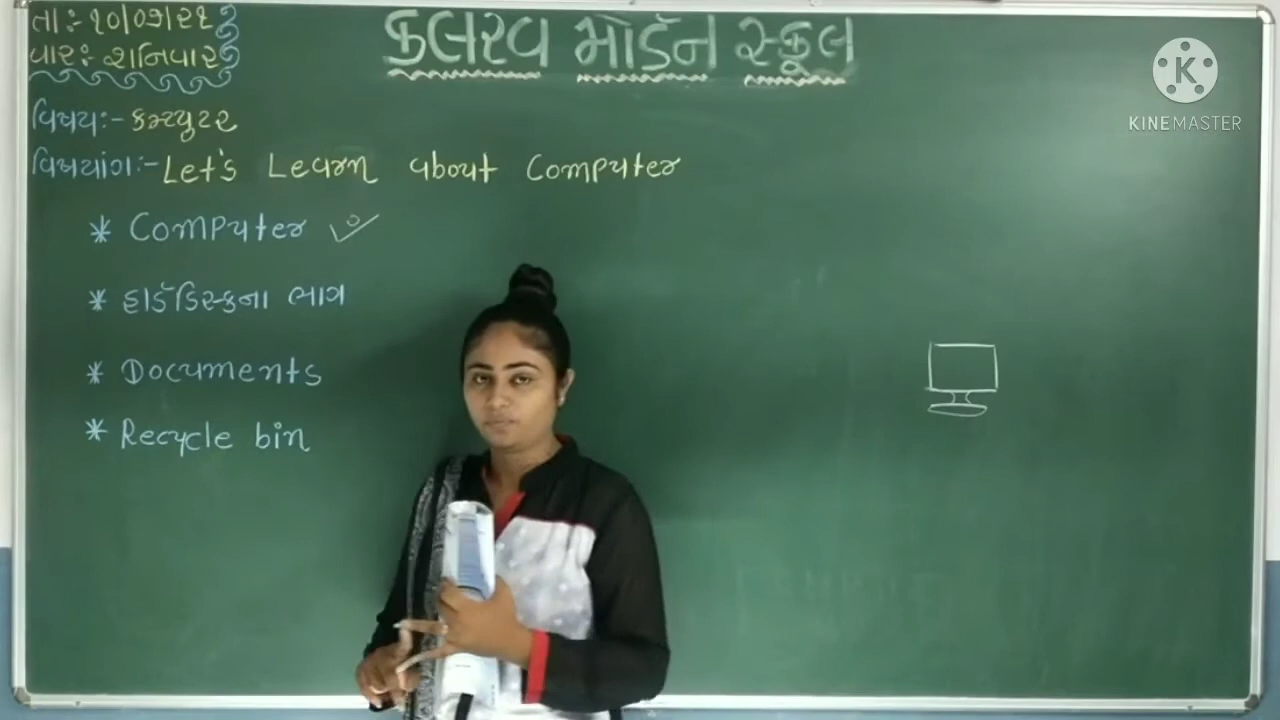 તા:- ૧૦/૦૭/૨૧
કલરવ મોર્ડન સ્કૂલ
વાર:- શનિવાર
વિષય:- કમ્પ્યુટર
વિષયાંગ:- Let's Learn about Computer
* Computer
* હાર્ડડિસ્કના ભાગ
* Documents
* Recycle bin
K
KINEMASTER